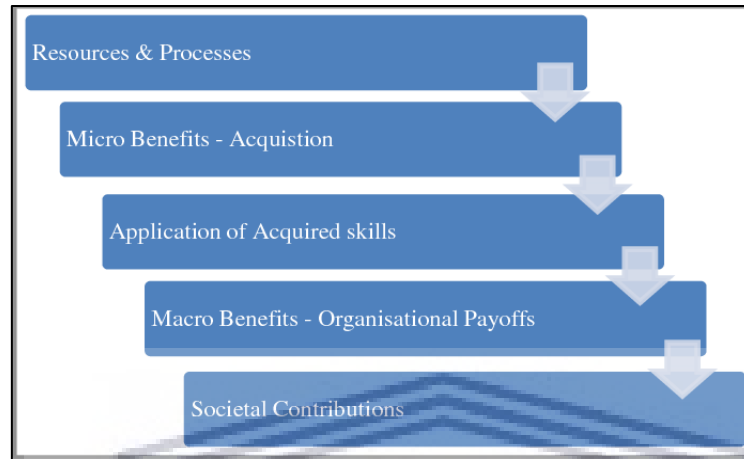 Resources & Processes
Micro Benefits - Acquistion
Application of Acquired skills
Macro Benefits - Organisational Payoffs
Societal Contributions